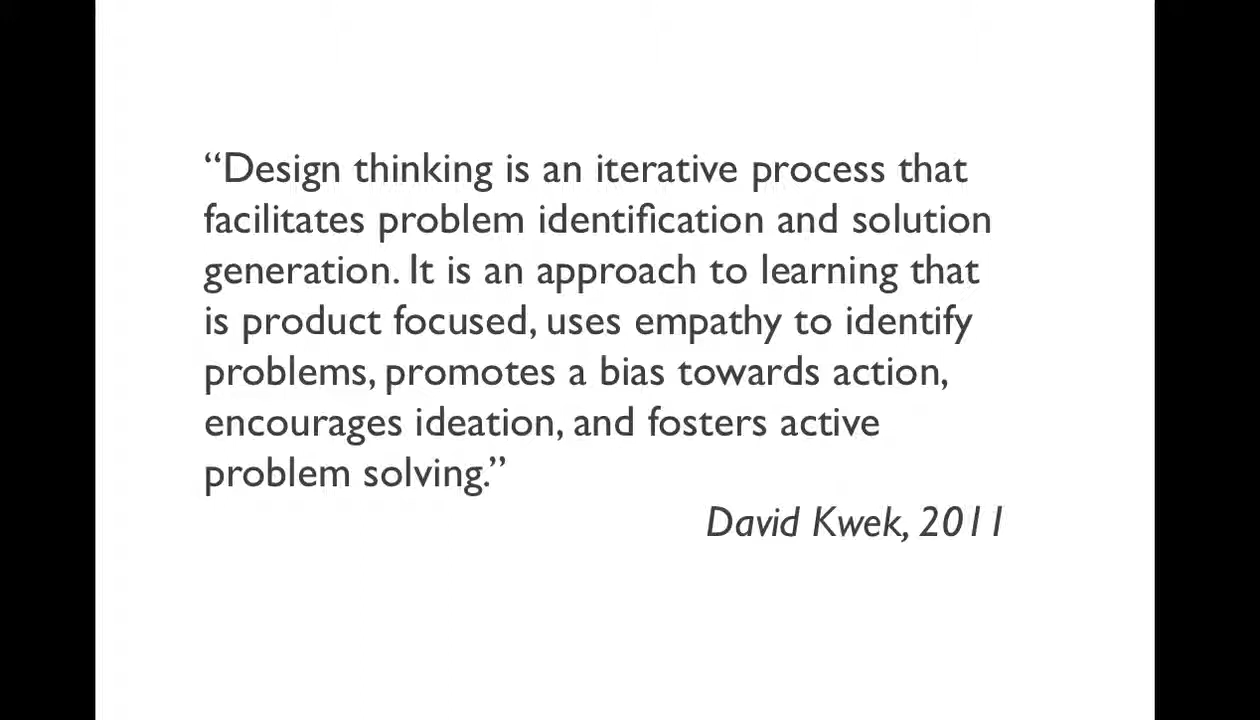 “Design thinking is an iterative process that
facilitates problem identification and solution
generation. It is an approach to learning that
is product focused, uses empathy to identify
problems, promotes a bias towards action,
encourages ideation, and fosters active
problem solving.”
David Kwek, 2011